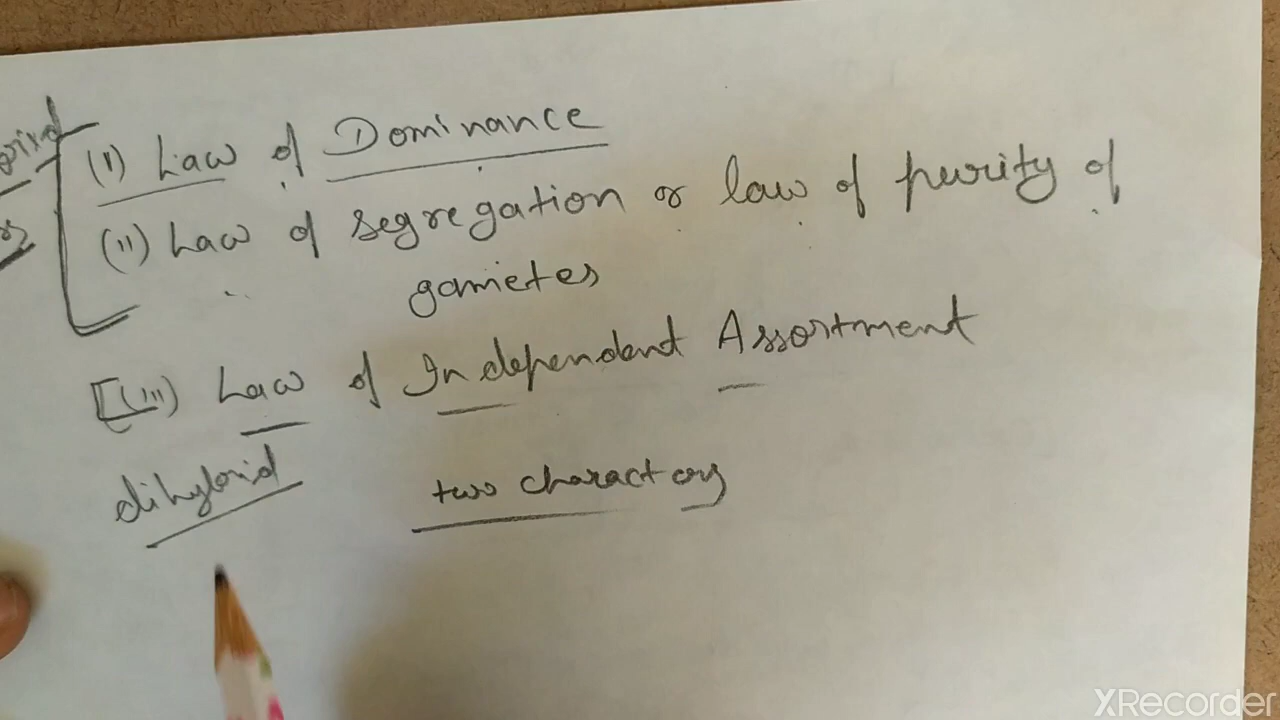 (i) Law of Dominance
(ii) Law of segregation or law of purity of
gametes
[(iii) Law of Independent Assortment
dihybrid two characters
XRecorder